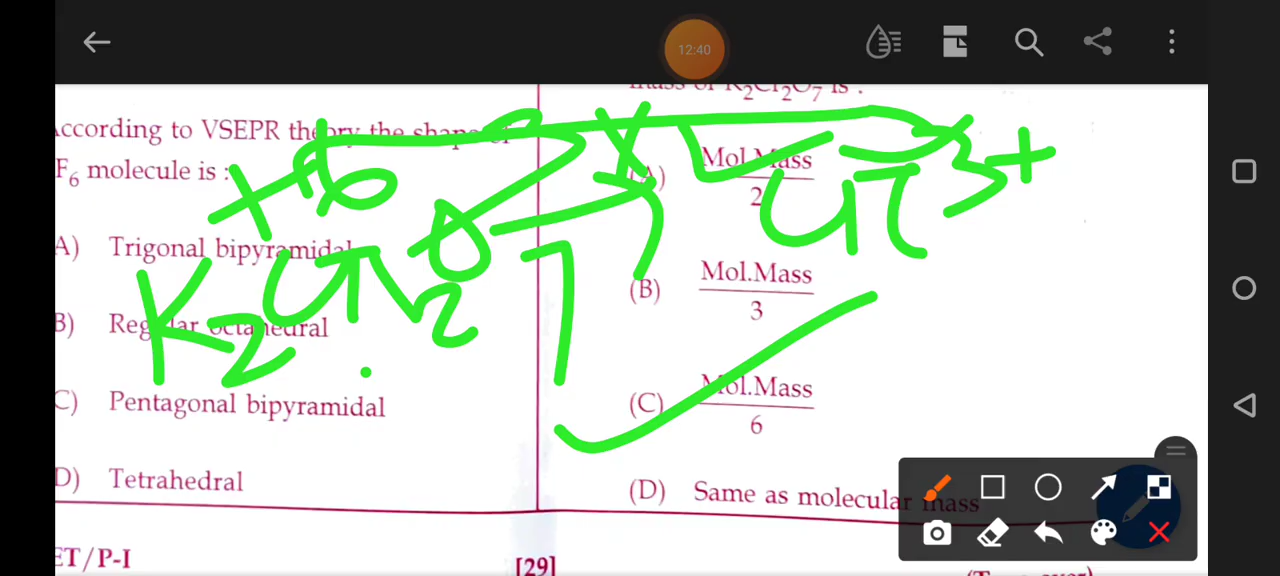 12:40
According to VSEPR theory the shape of
F₆ molecule is :
A) Trigonal bipyramidal
B) Regular octahedral
C) Pentagonal bipyramidal
D) Tetrahedral
ET/P-I
[29]
mass of K₂Cr₂O₇ is :
(A) Mol.Mass
2
(B) Mol.Mass
3
(C) Mol.Mass
6
(D) Same as molecular mass
+6
K₂Cr₂O₇
Cr3+